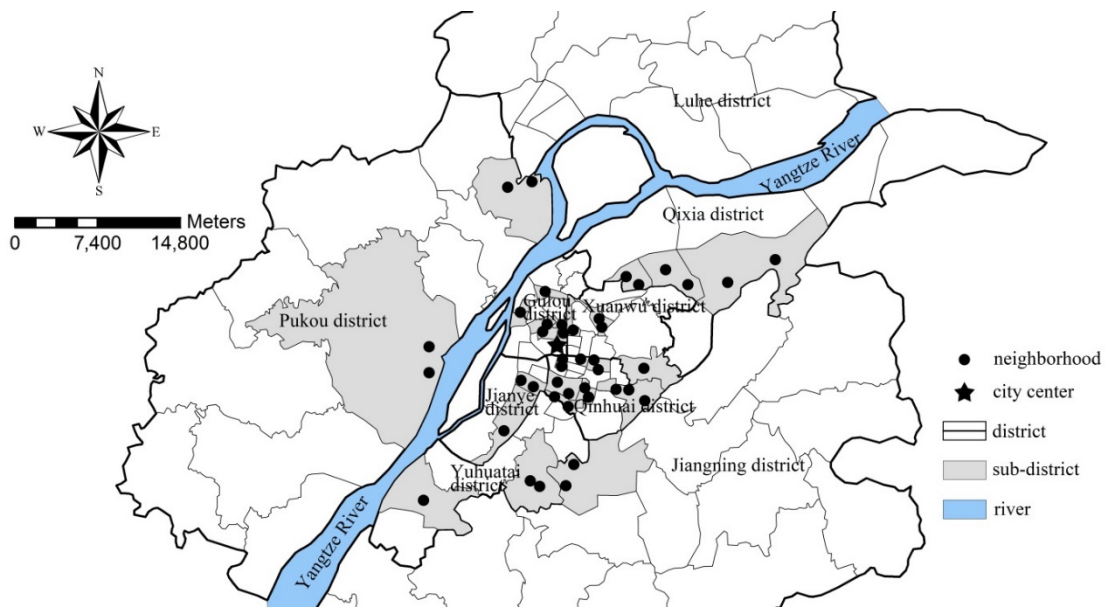 Luhe district
N
W
E
S
Yangtze River
Meters
0
7,400
14,800
Qixia district
Gulou
district
Xuanwu district
Pukou district
neighborhood
city center
Jianye
district
Qinhuai district
district
Yuhuatai
district
Jiangning district
sub-district
river
Yangtze River